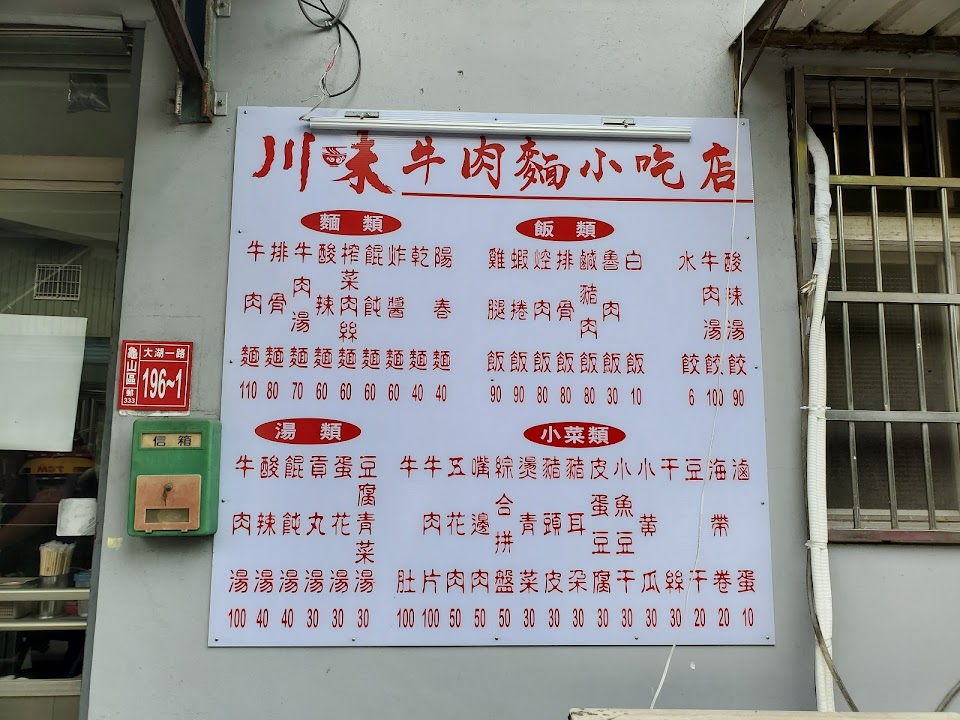 川味牛肉麵小吃店
麵類
牛肉麵 110
排骨麵 80
牛肉湯麵 70
酸辣麵 60
榨菜肉絲麵 60
餛飩麵 60
炸醬麵 60
乾麵 40
陽春麵 40
飯類
雞腿飯 90
蝦捲飯 90
焢肉飯 80
排骨飯 80
鹹豬肉飯 80
魯肉飯 30
白飯 10
水餃 6
牛肉湯餃 100
酸辣湯餃 90
湯類
牛肉湯 100
酸辣湯 40
餛飩湯 40
貢丸湯 30
蛋花湯 30
豆腐青菜湯 30
小菜類
牛肚 100
牛肉片 100
五花肉 50
嘴邊肉 50
綜合拼盤 50
燙青菜 30
豬頭皮 30
豬耳朵 30
皮蛋豆腐 30
小魚豆干 30
小黃瓜 30
干絲 30
豆干 20
海帶卷 20
滷蛋 10
龜山區
郵333
大湖一路
196~1
信箱